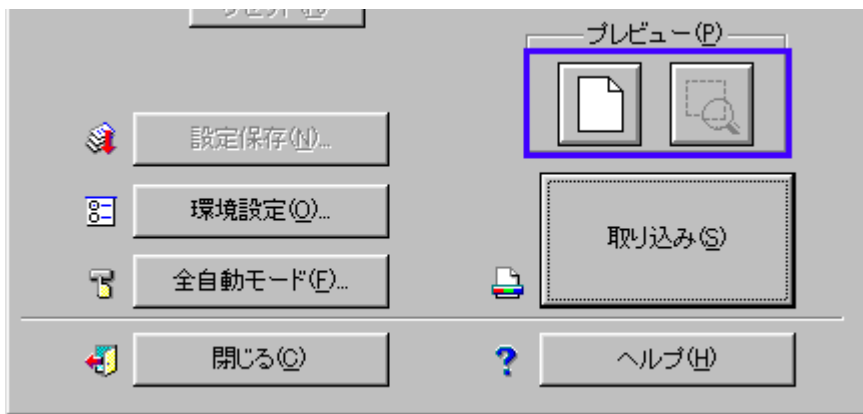 プレビュー(P)
設定保存(N)...
環境設定(O)...
取り込み(S)
全自動モード(F)...
閉じる(C)
ヘルプ(H)